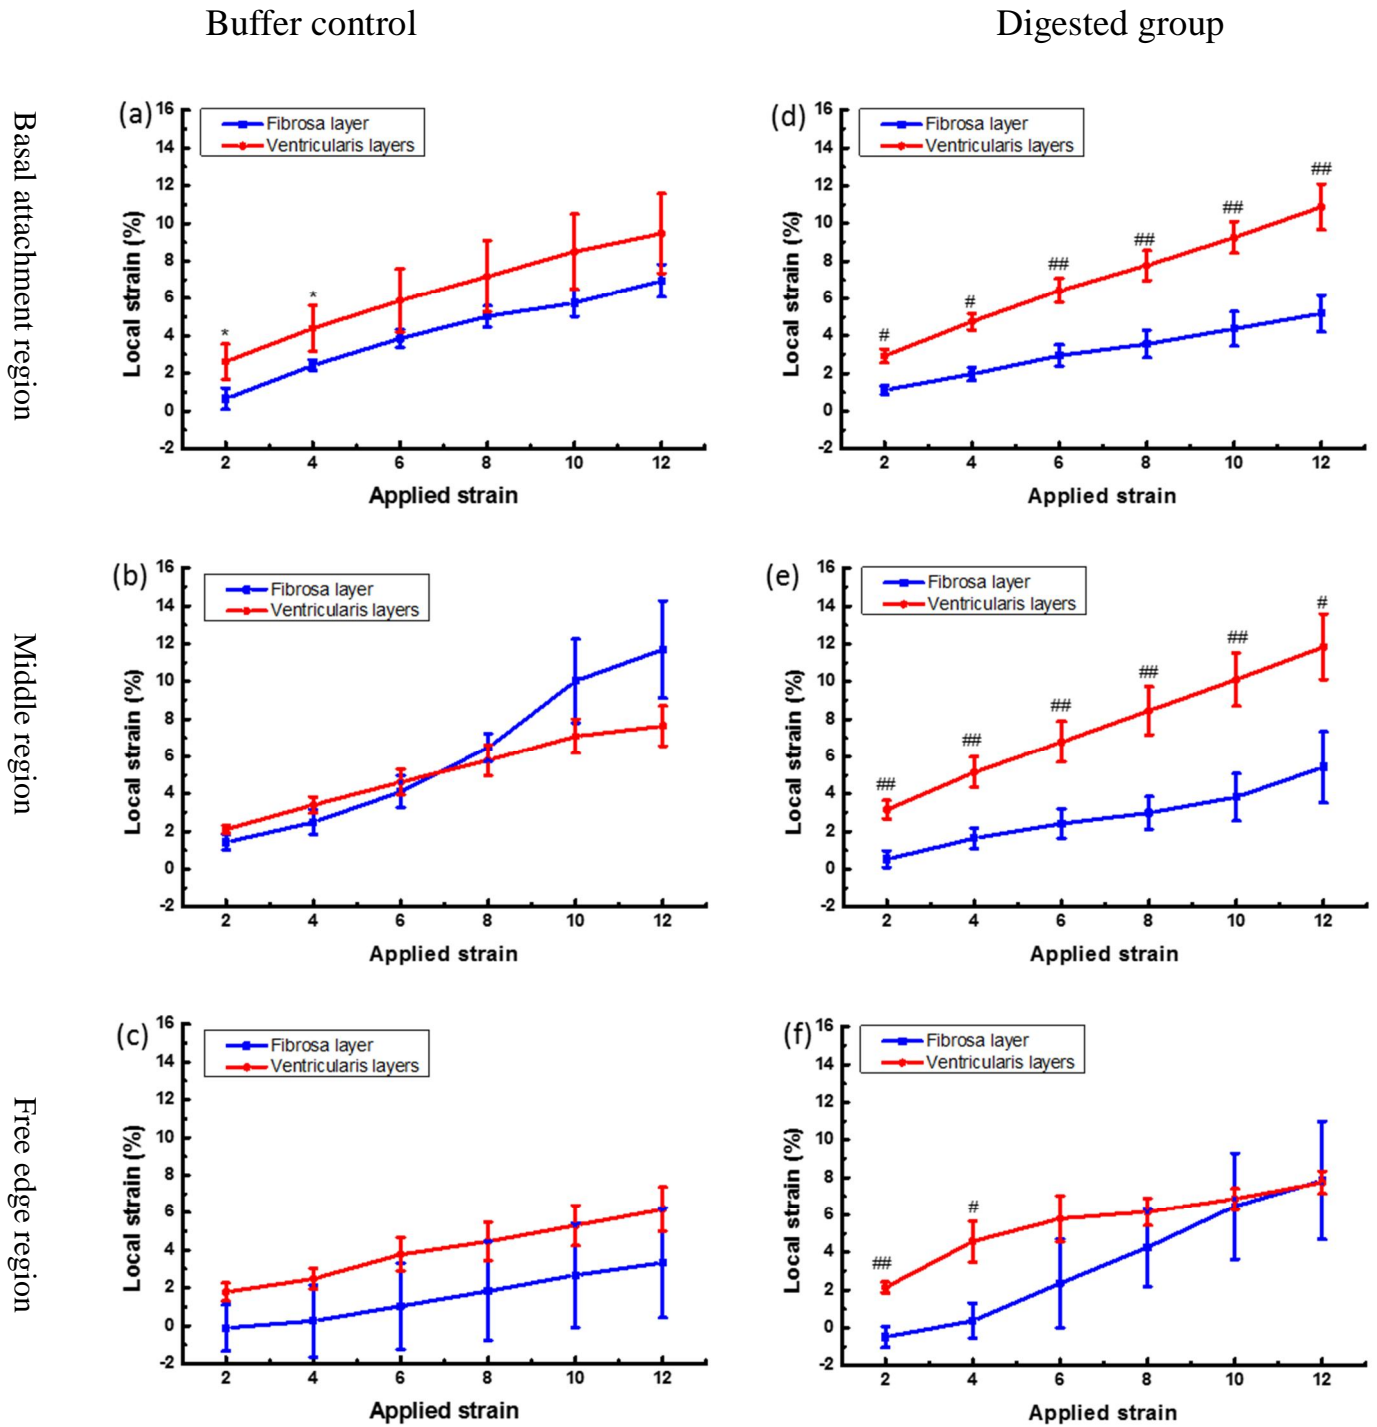 Buffer control
Digested group
Basal attachment region
(a)
Fibrosa layer
Ventricularis layers
16
14
12
10
8
6
4
2
0
-2
Local strain (%)
*
*
2 4 6 8 10 12
Applied strain
(d)
Fibrosa layer
Ventricularis layers
16
14
12
10
8
6
4
2
0
-2
Local strain (%)
# # ## ## ## ##
2 4 6 8 10 12
Applied strain
Middle region
(b)
Fibrosa layer
Ventricularis layers
16
14
12
10
8
6
4
2
0
-2
Local strain (%)
2 4 6 8 10 12
Applied strain
(e)
Fibrosa layer
Ventricularis layers
16
14
12
10
8
6
4
2
0
-2
Local strain (%)
## ## ## ## ## #
2 4 6 8 10 12
Applied strain
Free edge region
(c)
Fibrosa layer
Ventricularis layers
16
14
12
10
8
6
4
2
0
-2
Local strain (%)
2 4 6 8 10 12
Applied strain
(f)
Fibrosa layer
Ventricularis layers
16
14
12
10
8
6
4
2
0
-2
Local strain (%)
## #
2 4 6 8 10 12
Applied strain